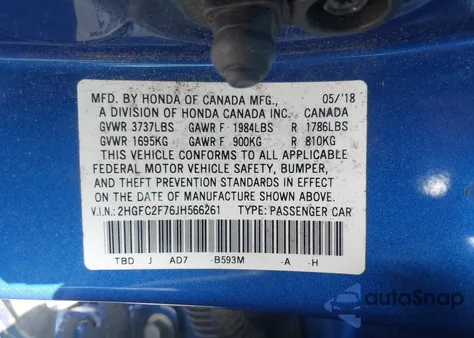 MFD. BY HONDA OF CANADA MFG., 05/'18
A DIVISION OF HONDA CANADA INC. CANADA
GVWR 3737LBS GAWR F 1984LBS R 1786LBS
GVWR 1695KG GAWR F 900KG R 810KG
THIS VEHICLE CONFORMS TO ALL APPLICABLE
FEDERAL MOTOR VEHICLE SAFETY, BUMPER,
AND THEFT PREVENTION STANDARDS IN EFFECT
ON THE DATE OF MANUFACTURE SHOWN ABOVE.
V.I.N.: 2HGFC2F76JH566261 TYPE: PASSENGER CAR
TBD J AD7 -B593M -A -H
autoSnap